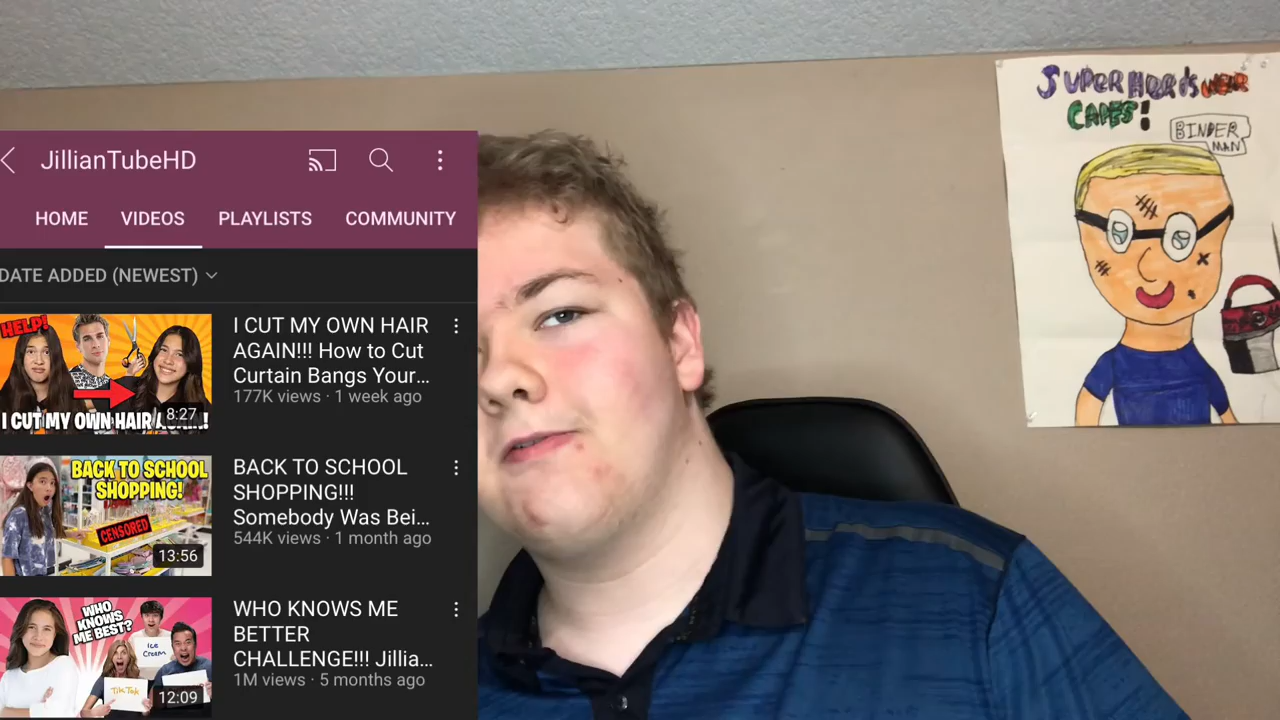 JillianTubeHD
HOME VIDEOS PLAYLISTS COMMUNITY
DATE ADDED (NEWEST)
HELP!
I CUT MY OWN HAIR AGAIN!
8:27
I CUT MY OWN HAIR
AGAIN!!! How to Cut
Curtain Bangs Your...
177K views · 1 week ago
BACK TO SCHOOL
SHOPPING!
CENSORED
13:56
BACK TO SCHOOL
SHOPPING!!!
Somebody Was Bei...
544K views · 1 month ago
WHO
KNOWS
ME BEST?
ICE
CREAM
TikTok
12:09
WHO KNOWS ME
BETTER
CHALLENGE!!! Jillia...
1M views · 5 months ago
SUPER HEROS WEIR
CAPES!
BINDER
MAN